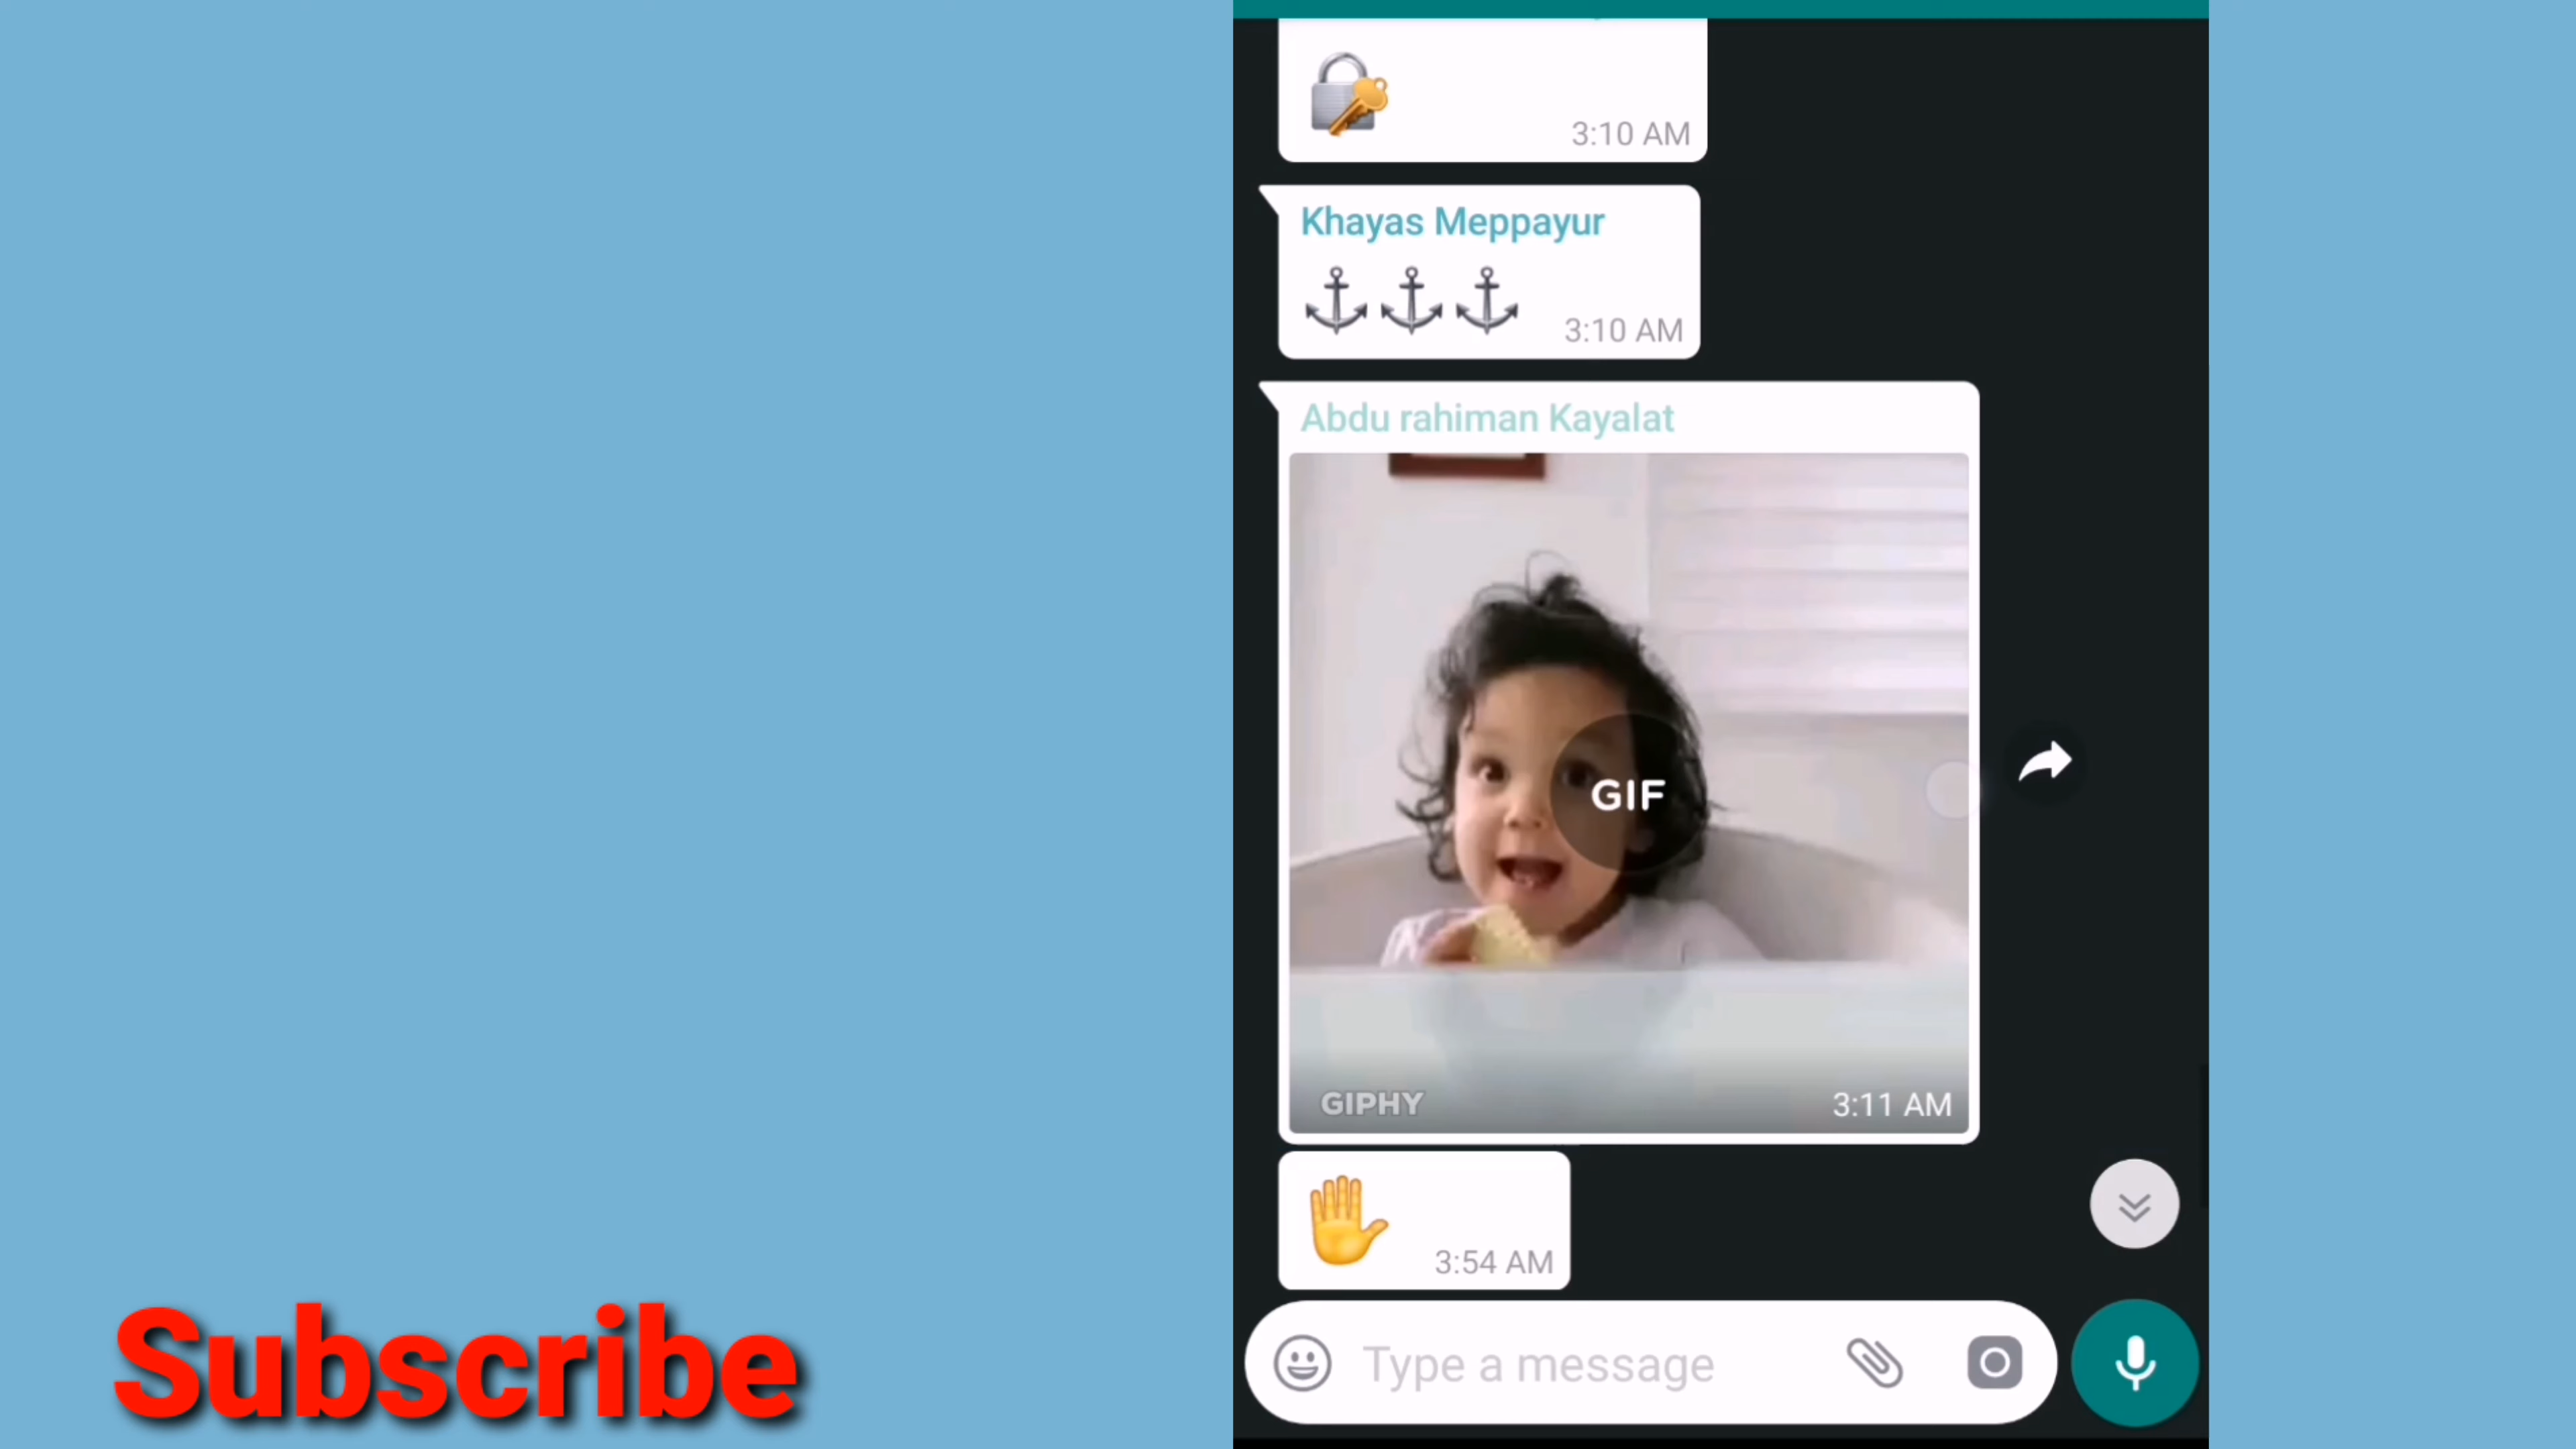 3:10 AM
Khayas Meppayur
3:10 AM
Abdu rahiman Kayalat
GIF
GIPHY
3:11 AM
3:54 AM
Type a message
Subscribe